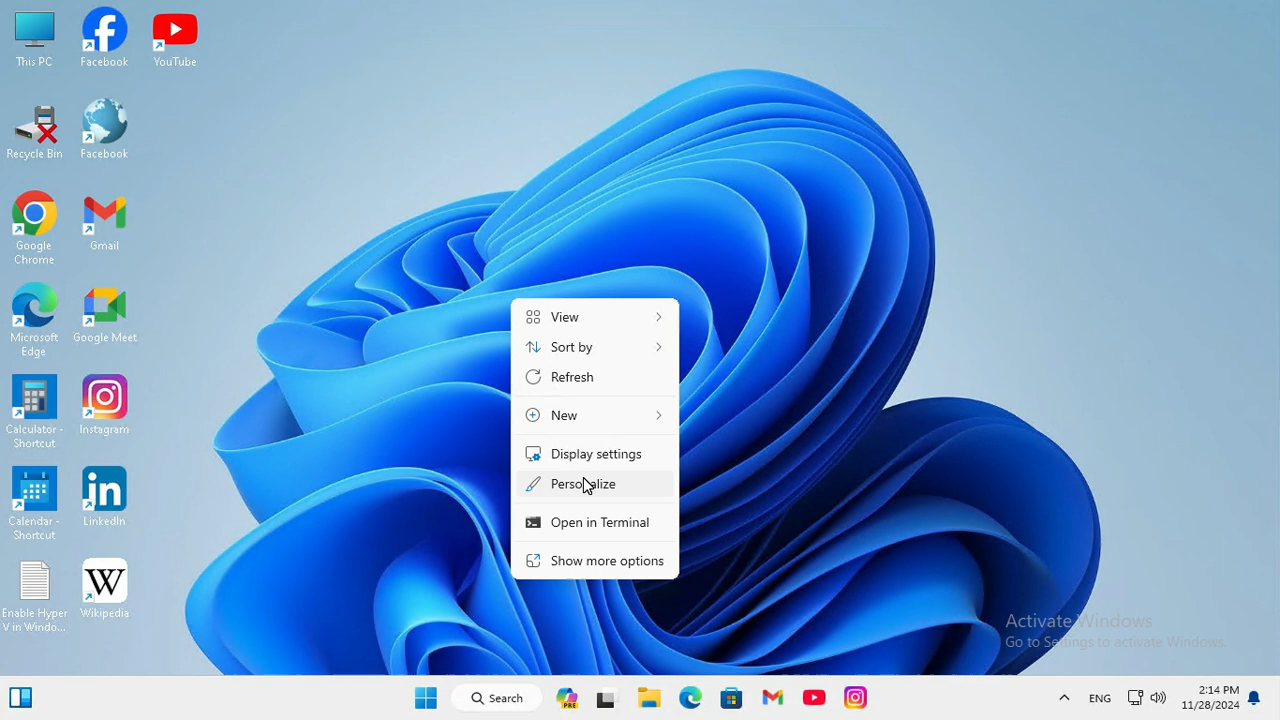 This PC
Facebook
YouTube
Recycle Bin
Facebook
Google
Chrome
Gmail
Microsoft
Edge
Google Meet
Calculator -
Shortcut
Instagram
Calendar -
Shortcut
LinkedIn
Enable Hyper
V in Windo...
Wikipedia
View
Sort by
Refresh
New
Display settings
Personalize
Open in Terminal
Show more options
Activate Windows
Go to Settings to activate Windows.
Search
PRE
ENG
2:14 PM
11/28/2024